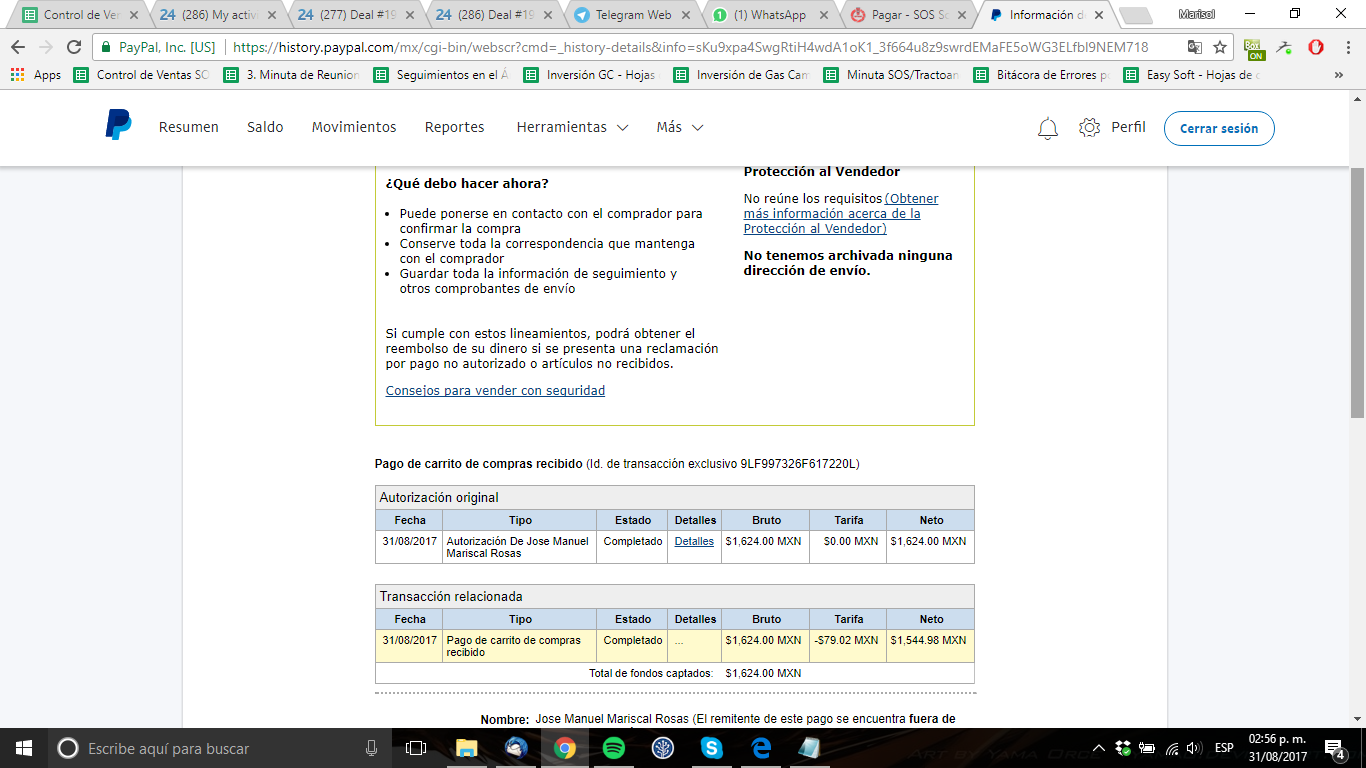 Control de Ver
24 (286) My activ
24 (277) Deal #19
24 (286) Deal #19
Telegram Web
(1) WhatsApp
Pagar - SOS So
Información de
Marisol
PayPal, Inc. [US]
https://history.paypal.com/mx/cgi-bin/webscr?cmd=_history-details&info=sKu9xpa4SwgRtiH4wdA1oK1_3f664u8z9swrdEMaFE5oWG3ELfbl9NEM718
ON
Apps
Control de Ventas SO
3. Minuta de Reunion
Seguimientos en el Á
Inversión GC - Hojas
Inversión de Gas Cam
Minuta SOS/Tractoan
Bitácora de Errores p
Easy Soft - Hojas de c
»
Resumen
Saldo
Movimientos
Reportes
Herramientas
Más
Perfil
Cerrar sesión
¿Qué debo hacer ahora?
• Puede ponerse en contacto con el comprador para
confirmar la compra
• Conserve toda la correspondencia que mantenga
con el comprador
• Guardar toda la información de seguimiento y
otros comprobantes de envío
Si cumple con estos lineamientos, podrá obtener el
reembolso de su dinero si se presenta una reclamación
por pago no autorizado o artículos no recibidos.
Consejos para vender con seguridad
Protección al Vendedor
No reúne los requisitos (Obtener
más información acerca de la
Protección al Vendedor)
No tenemos archivada ninguna
dirección de envío.
Pago de carrito de compras recibido (Id. de transacción exclusivo 9LF997326F617220L)
Autorización original
Fecha Tipo Estado Detalles Bruto Tarifa Neto
31/08/2017 Autorización De Jose Manuel Completado Detalles $1,624.00 MXN $0.00 MXN $1,624.00 MXN
Mariscal Rosas
Transacción relacionada
Fecha Tipo Estado Detalles Bruto Tarifa Neto
31/08/2017 Pago de carrito de compras Completado ... $1,624.00 MXN -$79.02 MXN $1,544.98 MXN
recibido
Total de fondos captados: $1,624.00 MXN
Nombre: Jose Manuel Mariscal Rosas (El remitente de este pago se encuentra fuera de
Escribe aquí para buscar
ESP
02:56 p. m.
31/08/2017
4